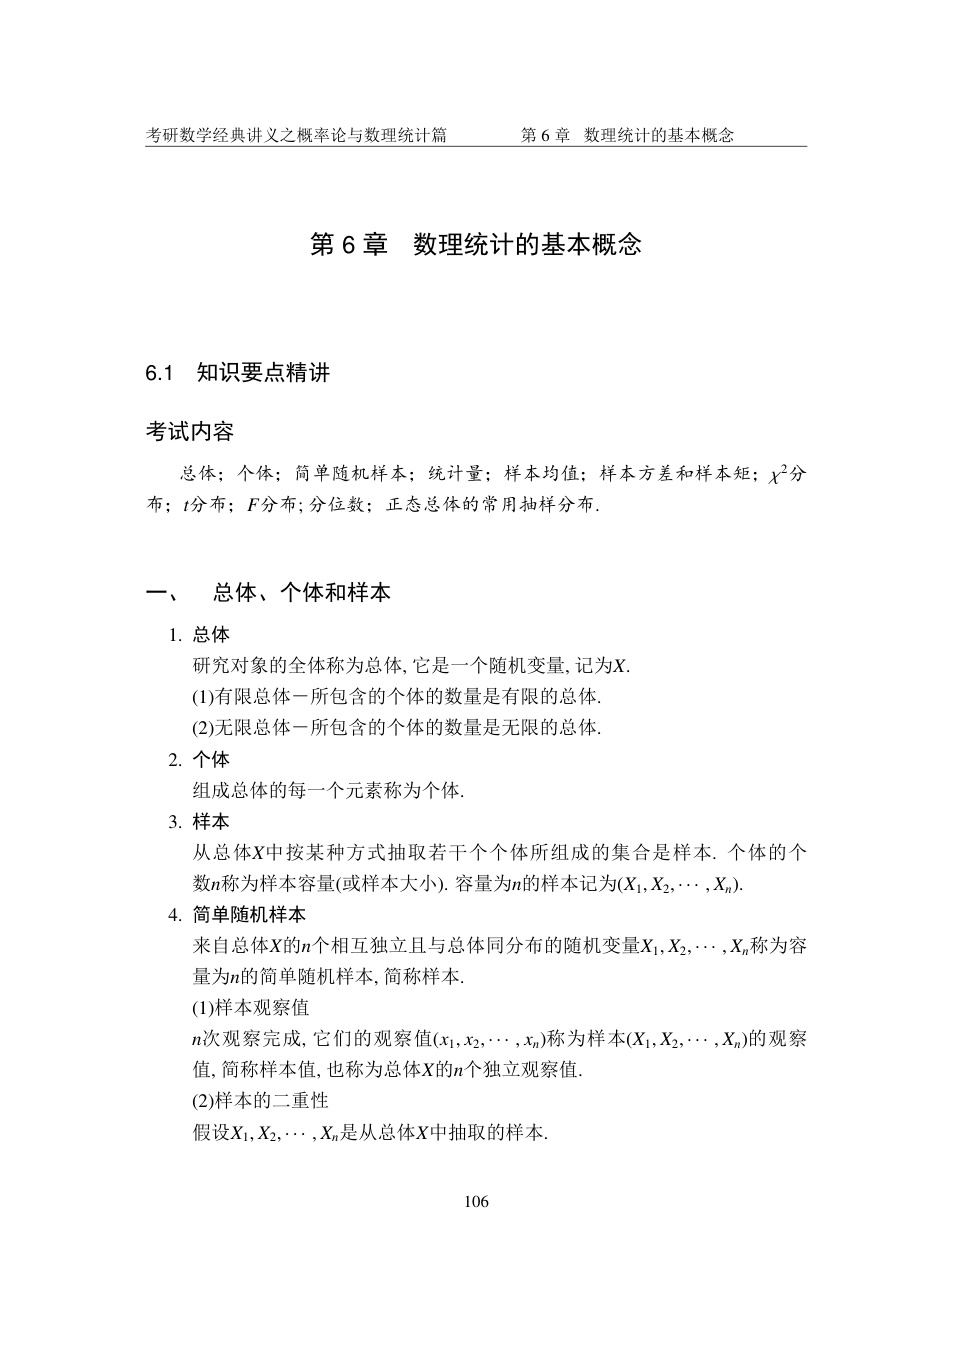 考研数学经典讲义之概率论与数理统计篇 第 6 章 数理统计的基本概念
第 6 章 数理统计的基本概念
6.1 知识要点精讲
考试内容
总体；个体；简单随机样本；统计量；样本均值；样本方差和样本矩；χ²分
布；t分布；F分布; 分位数；正态总体的常用抽样分布.
一、 总体、个体和样本
1. 总体
研究对象的全体称为总体, 它是一个随机变量, 记为X.
(1)有限总体－所包含的个体的数量是有限的总体.
(2)无限总体－所包含的个体的数量是无限的总体.
2. 个体
组成总体的每一个元素称为个体.
3. 样本
从总体X中按某种方式抽取若干个个体所组成的集合是样本. 个体的个
数n称为样本容量(或样本大小). 容量为n的样本记为(X₁, X₂, ⋯ , Xₙ).
4. 简单随机样本
来自总体X的n个相互独立且与总体同分布的随机变量X₁, X₂, ⋯ , Xₙ称为容
量为n的简单随机样本, 简称样本.
(1)样本观察值
n次观察完成, 它们的观察值(x₁, x₂, ⋯ , xₙ)称为样本(X₁, X₂, ⋯ , Xₙ)的观察
值, 简称样本值, 也称为总体X的n个独立观察值.
(2)样本的二重性
假设X₁, X₂, ⋯ , Xₙ是从总体X中抽取的样本.
106